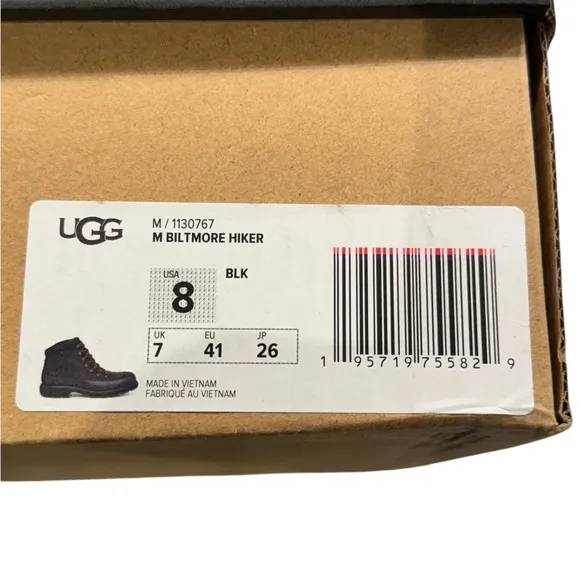 UGG
M / 1130767
M BILTMORE HIKER
USA
8
BLK
UK EU JP
7 41 26
MADE IN VIETNAM
FABRIQUÉ AU VIETNAM
1 95719 75582 9